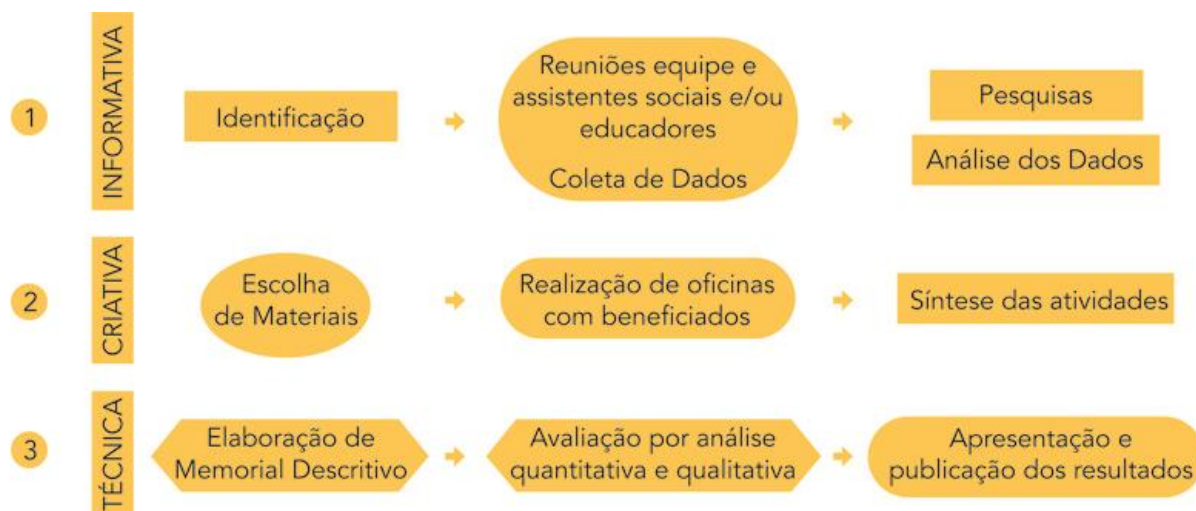 1
INFORMATIVA
Identificação
Reuniões equipe e
assistentes sociais e/ou
educadores
Coleta de Dados
Pesquisas
Análise dos Dados
2
CRIATIVA
Escolha
de Materiais
Realização de oficinas
com beneficiados
Síntese das atividades
3
TÉCNICA
Elaboração de
Memorial Descritivo
Avaliação por análise
quantitativa e qualitativa
Apresentação e
publicação dos resultados